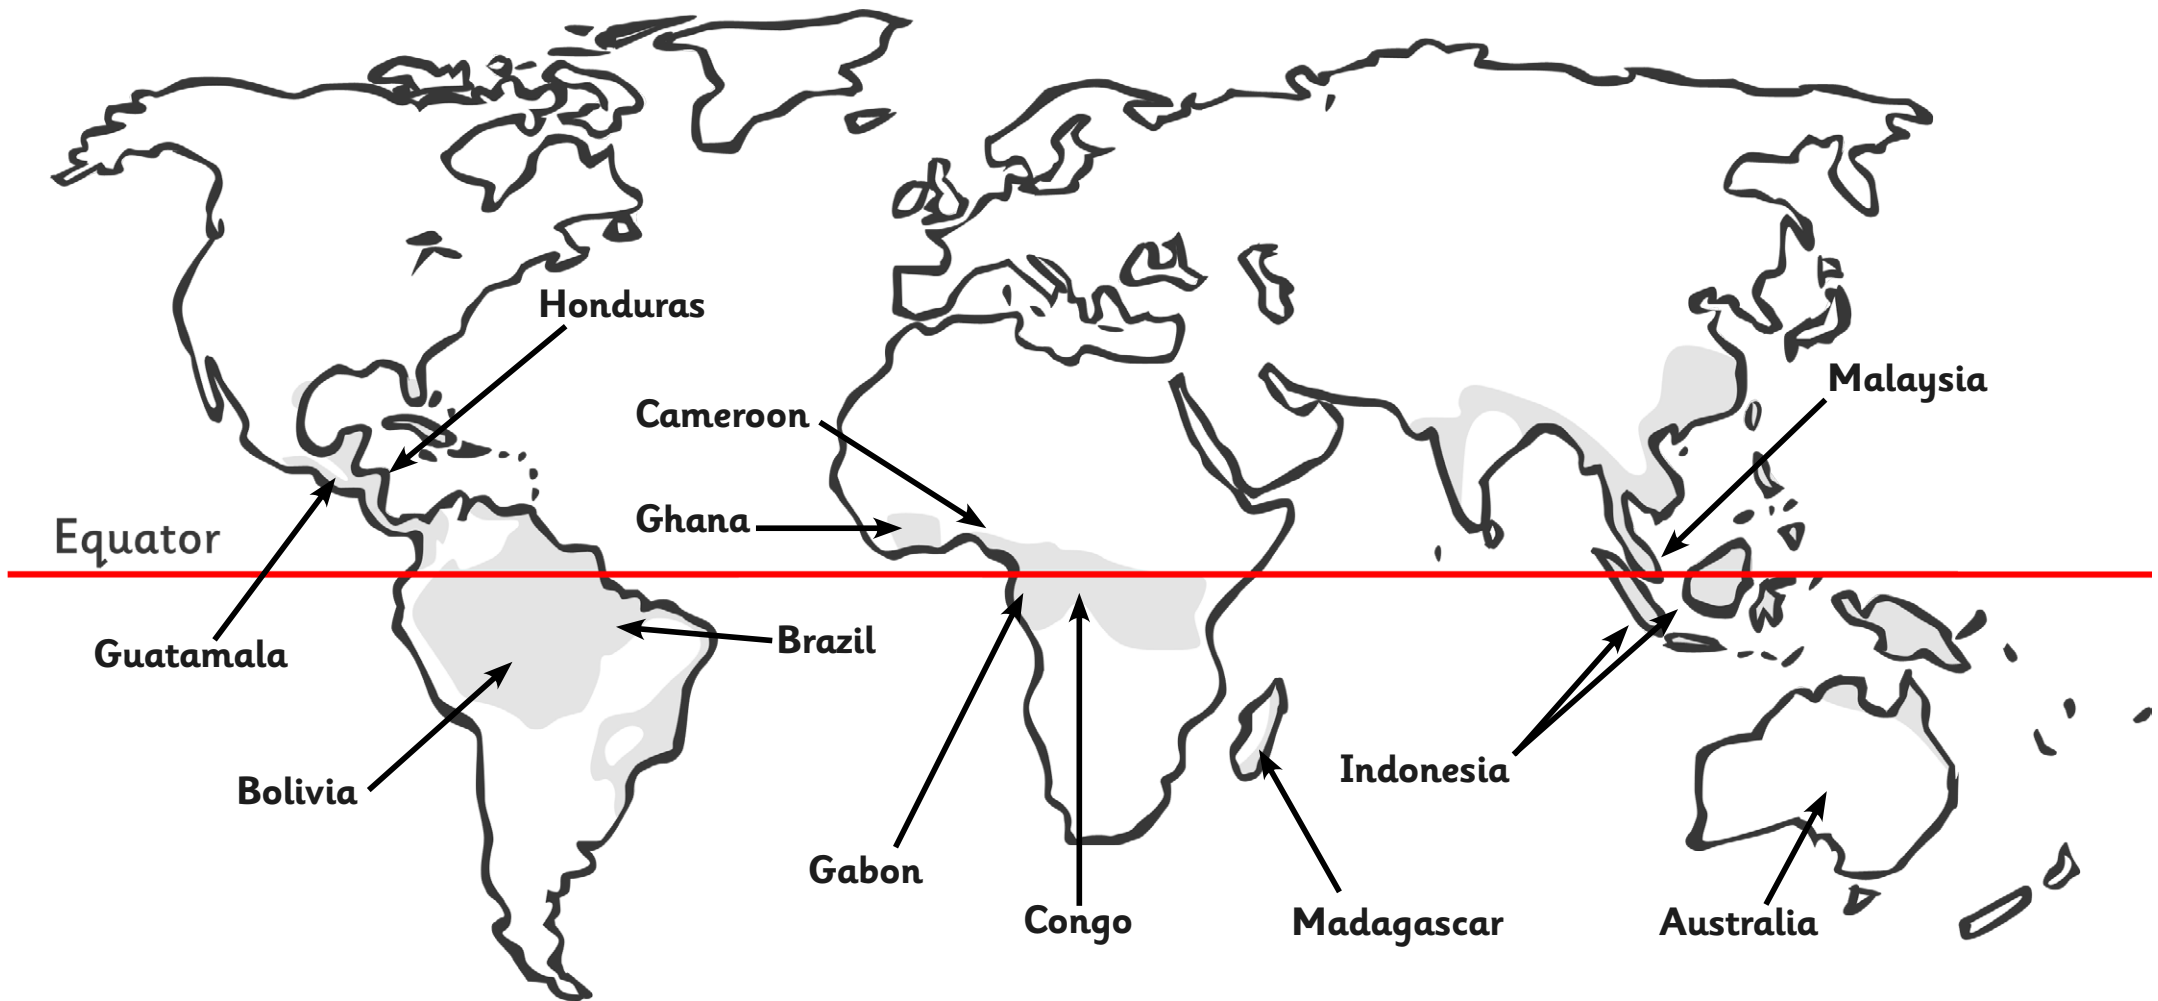 Honduras
Malaysia
Cameroon
Ghana
Equator
Brazil
Guatamala
Indonesia
Bolivia
Gabon
Congo
Madagascar
Australia